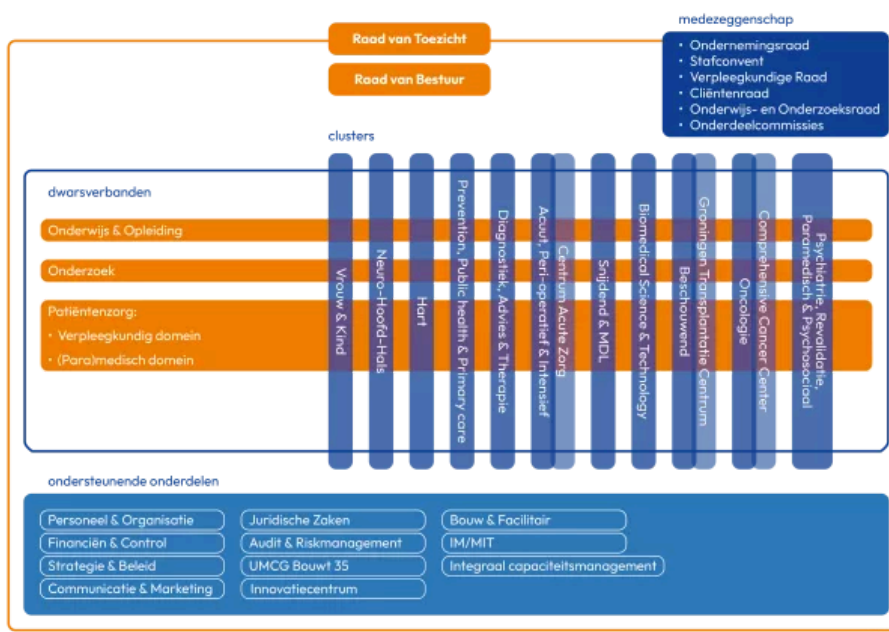 medezeggenschap
Raad van Toezicht
Raad van Bestuur
• Ondernemingsraad
• Stafconvent
• Verpleegkundige Raad
• Cliëntenraad
• Onderwijs- en Onderzoeksraad
• Onderdeelcommissies
clusters
dwarsverbanden
Onderwijs & Opleiding
Onderzoek
Patiëntenzorg:
• Verpleegkundig domein
• (Para)medisch domein
Vrouw & Kind
Neuro-Hoofd-Hals
Hart
Prevention, Public health & Primary care
Diagnostiek, Advies & Therapie
Acuut, Peri-operatief & Intensief
Centrum Acute Zorg
Snijdend & MDL
Biomedical Science & Technology
Beschouwend
Groningen Transplantatie Centrum
Oncologie
Comprehensive Cancer Center
Psychiatrie, Revalidatie,
Paramedisch & Psychosociaal
ondersteunende onderdelen
Personeel & Organisatie
Financiën & Control
Strategie & Beleid
Communicatie & Marketing
Juridische Zaken
Audit & Riskmanagement
UMCG Bouwt 35
Innovatiecentrum
Bouw & Facilitair
IM/MIT
Integraal capaciteitsmanagement